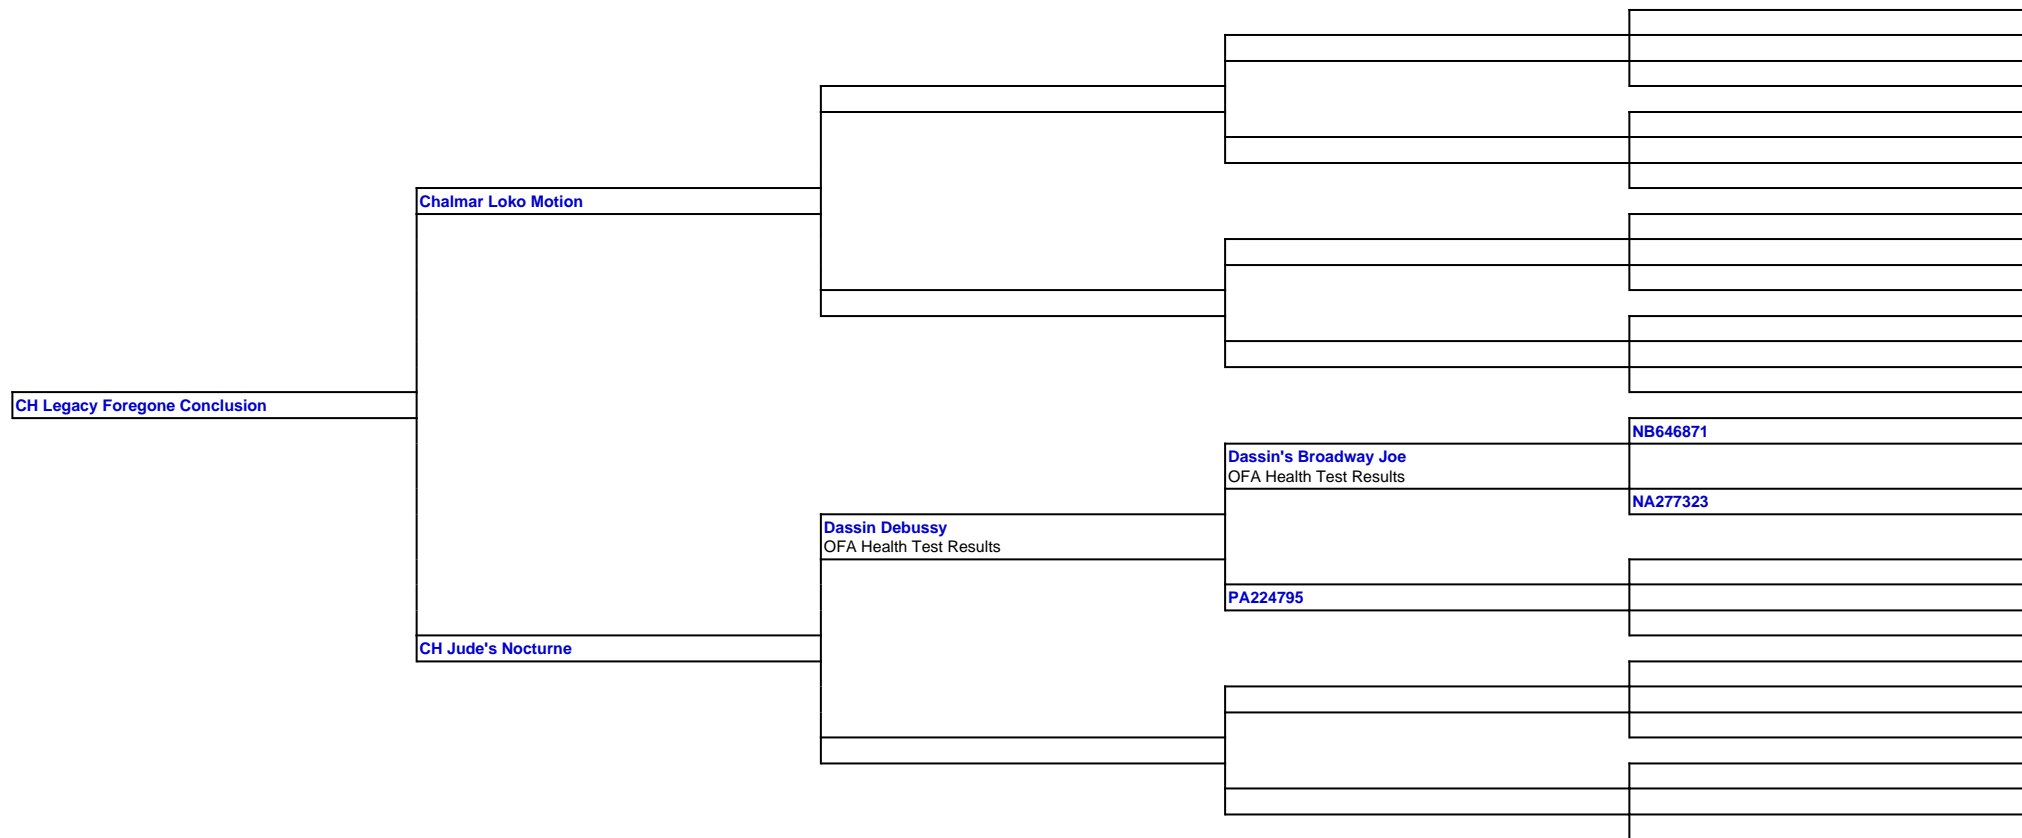 Chalmar Loko Motion
CH Legacy Foregone Conclusion
NB646871
Dassin's Broadway Joe
OFA Health Test Results
NA277323
Dassin Debussy
OFA Health Test Results
PA224795
CH Jude's Nocturne